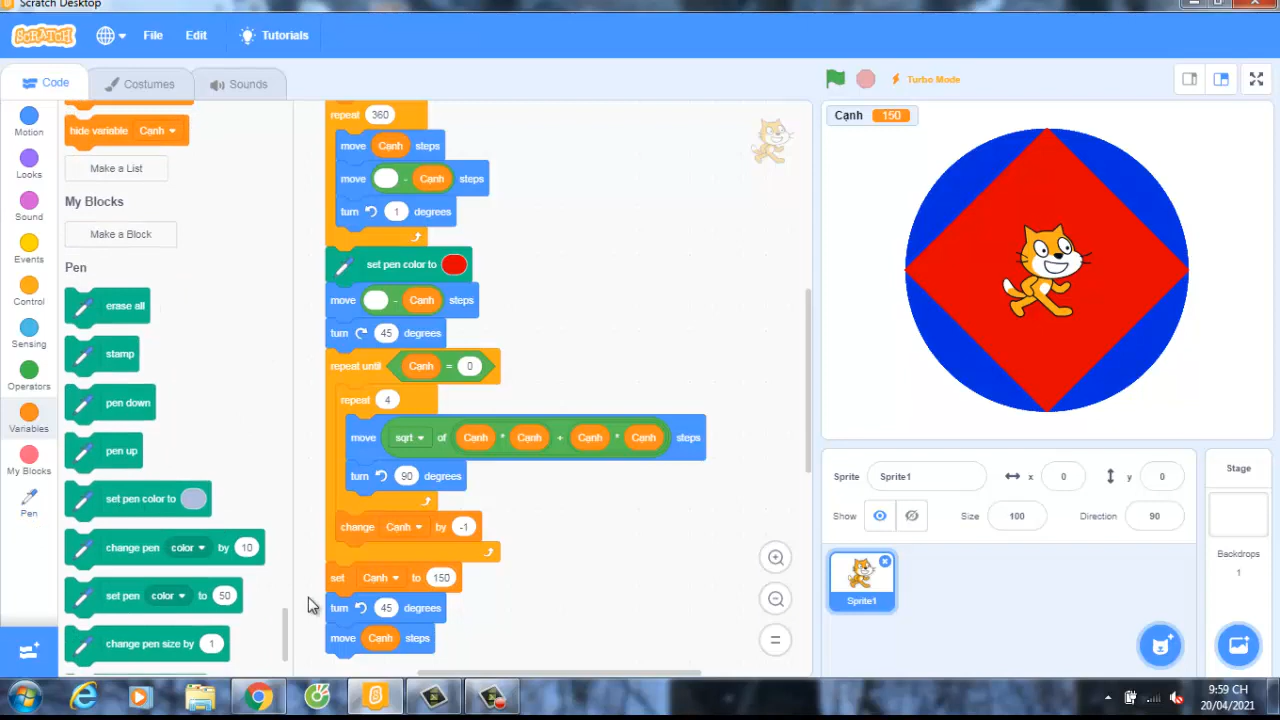 Scratch Desktop
SCRATCH
File
Edit
Tutorials
Code
Costumes
Sounds
Turbo Mode
Motion
Looks
Sound
Events
Control
Sensing
Operators
Variables
My Blocks
Pen
hide variable Cạnh
Make a List
My Blocks
Make a Block
Pen
erase all
stamp
pen down
pen up
set pen color to
change pen color by 10
set pen color to 50
change pen size by 1
repeat 360
move Cạnh steps
move - Cạnh steps
turn 1 degrees
set pen color to
move - Cạnh steps
turn 45 degrees
repeat until Cạnh = 0
repeat 4
move sqrt of Cạnh * Cạnh + Cạnh * Cạnh steps
turn 90 degrees
change Cạnh by -1
set Cạnh to 150
turn 45 degrees
move Cạnh steps
Cạnh 150
Sprite Sprite1 x 0 y 0
Show Size 100 Direction 90
Sprite1
Stage
Backdrops
1
9:59 CH
20/04/2021